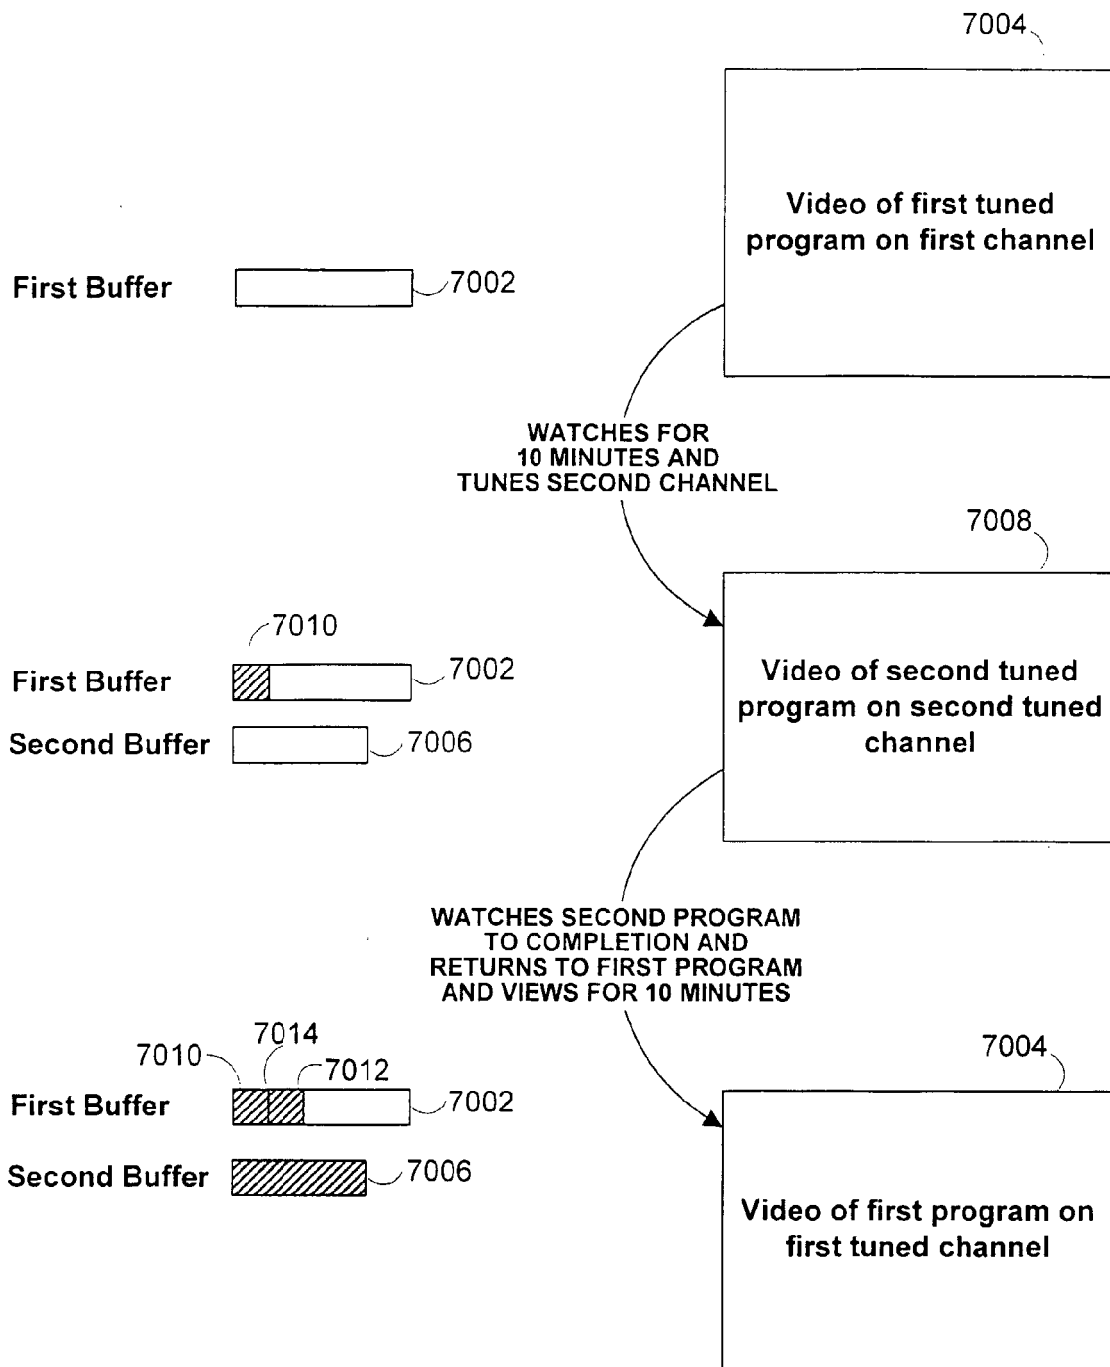 7004
Video of first tuned
program on first channel
First Buffer
7002
WATCHES FOR
10 MINUTES AND
TUNES SECOND CHANNEL
7008
7010
First Buffer
7002
Second Buffer
7006
Video of second tuned
program on second tuned
channel
WATCHES SECOND PROGRAM
TO COMPLETION AND
RETURNS TO FIRST PROGRAM
AND VIEWS FOR 10 MINUTES
7014
7010
7012
7004
First Buffer
7002
Second Buffer
7006
Video of first program on
first tuned channel